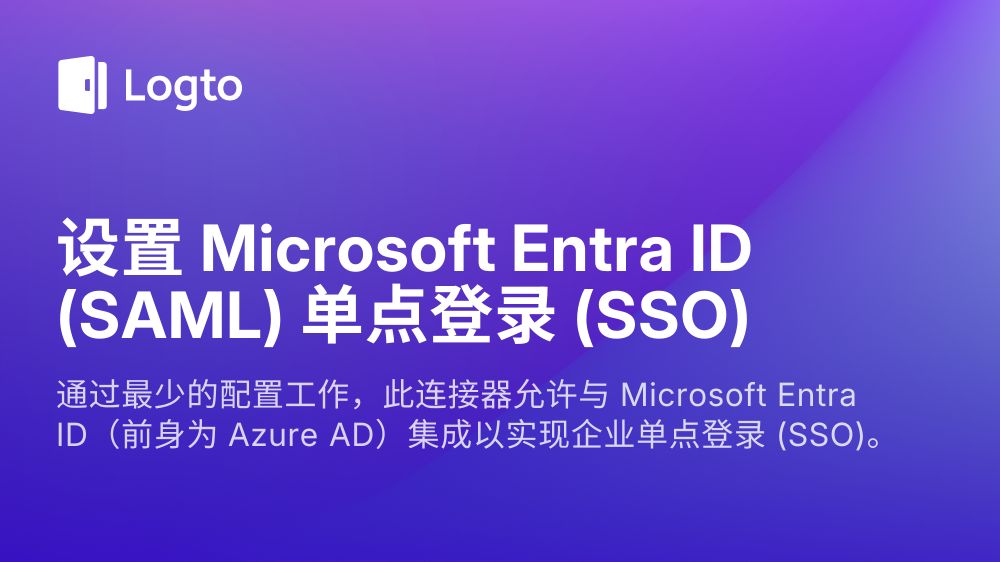 Logto
设置 Microsoft Entra ID
(SAML) 单点登录 (SSO)
通过最少的配置工作，此连接器允许与 Microsoft Entra
ID（前身为 Azure AD）集成以实现企业单点登录 (SSO)。